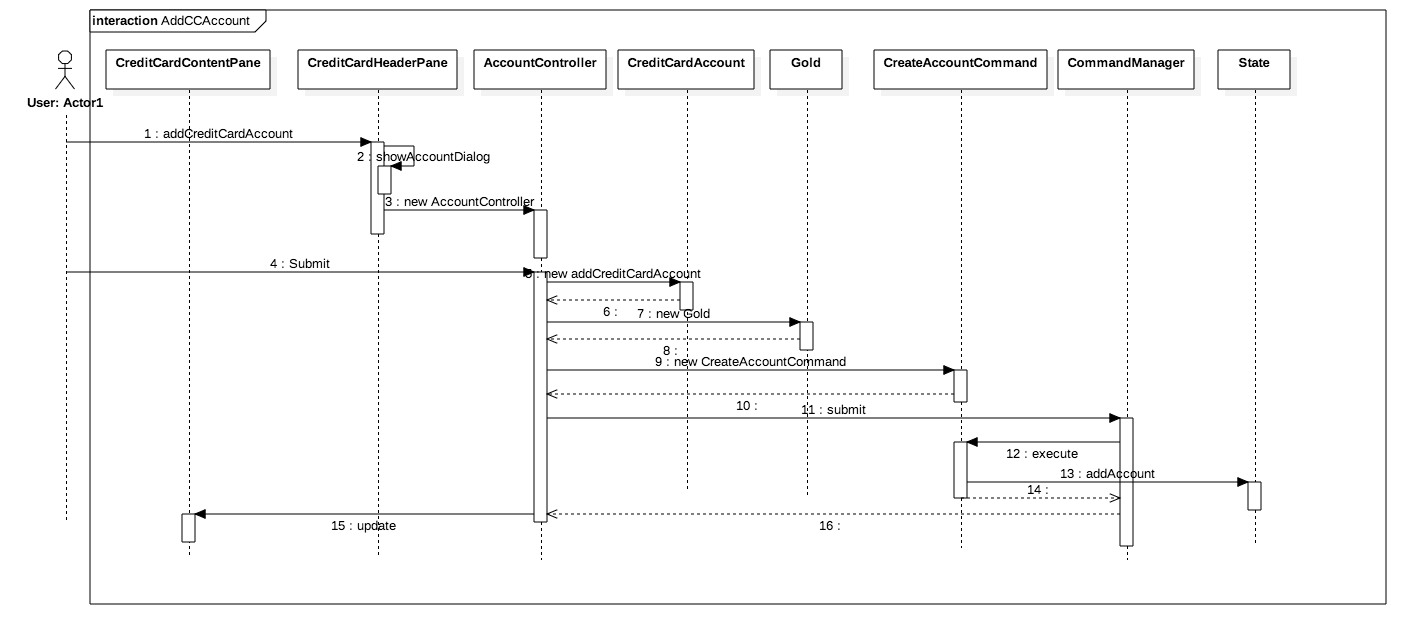 interaction AddCCAccount
CreditCardContentPane
CreditCardHeaderPane
AccountController
CreditCardAccount
Gold
CreateAccountCommand
CommandManager
State
User: Actor1
1 : addCreditCardAccount
2 : showAccountDialog
3 : new AccountController
4 : Submit
5 : new addCreditCardAccount
6 :
7 : new Gold
8 :
9 : new CreateAccountCommand
10 :
11 : submit
12 : execute
13 : addAccount
14 :
15 : update
16 :